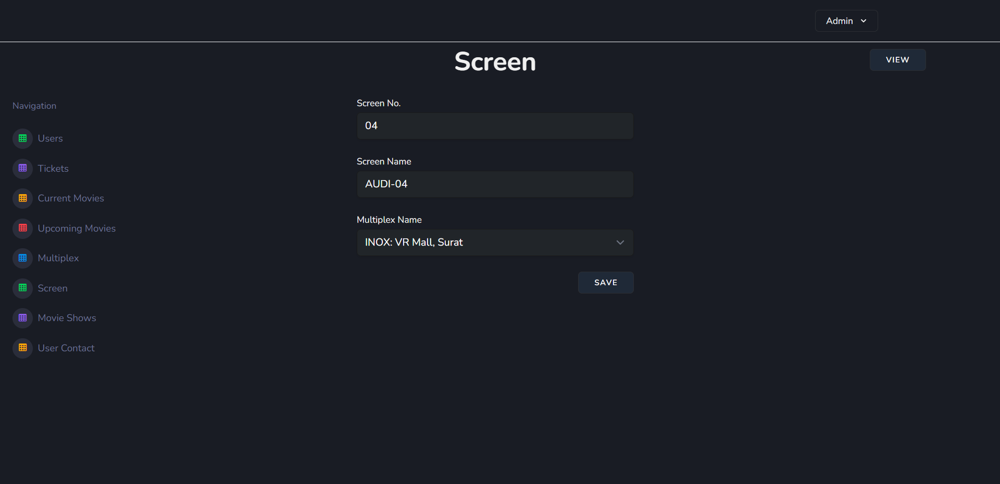 Admin
Screen
VIEW
Navigation
Users
Tickets
Current Movies
Upcoming Movies
Multiplex
Screen
Movie Shows
User Contact
Screen No.
04
Screen Name
AUDI-04
Multiplex Name
INOX: VR Mall, Surat
SAVE